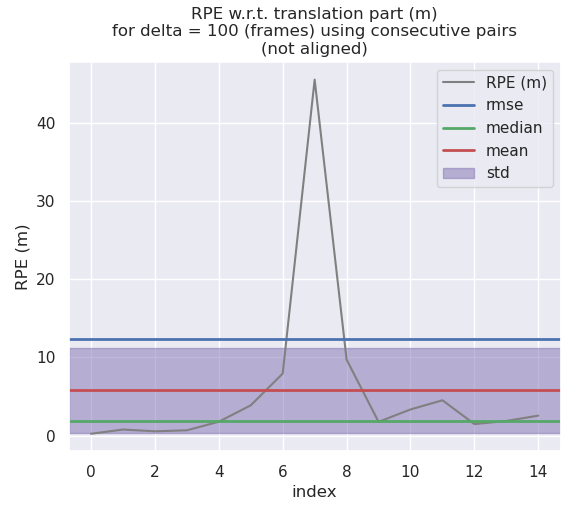 RPE w.r.t. translation part (m)
for delta = 100 (frames) using consecutive pairs
(not aligned)
RPE (m)
rmse
median
mean
std
RPE (m)
40
30
20
10
0
0 2 4 6 8 10 12 14
index